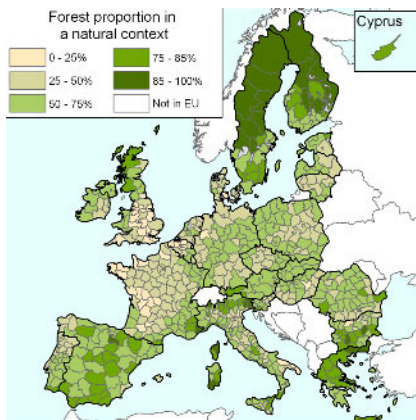 Forest proportion in
a natural context
0 - 25%
25 - 50%
50 - 75%
75 - 85%
85 - 100%
Not in EU
Cyprus